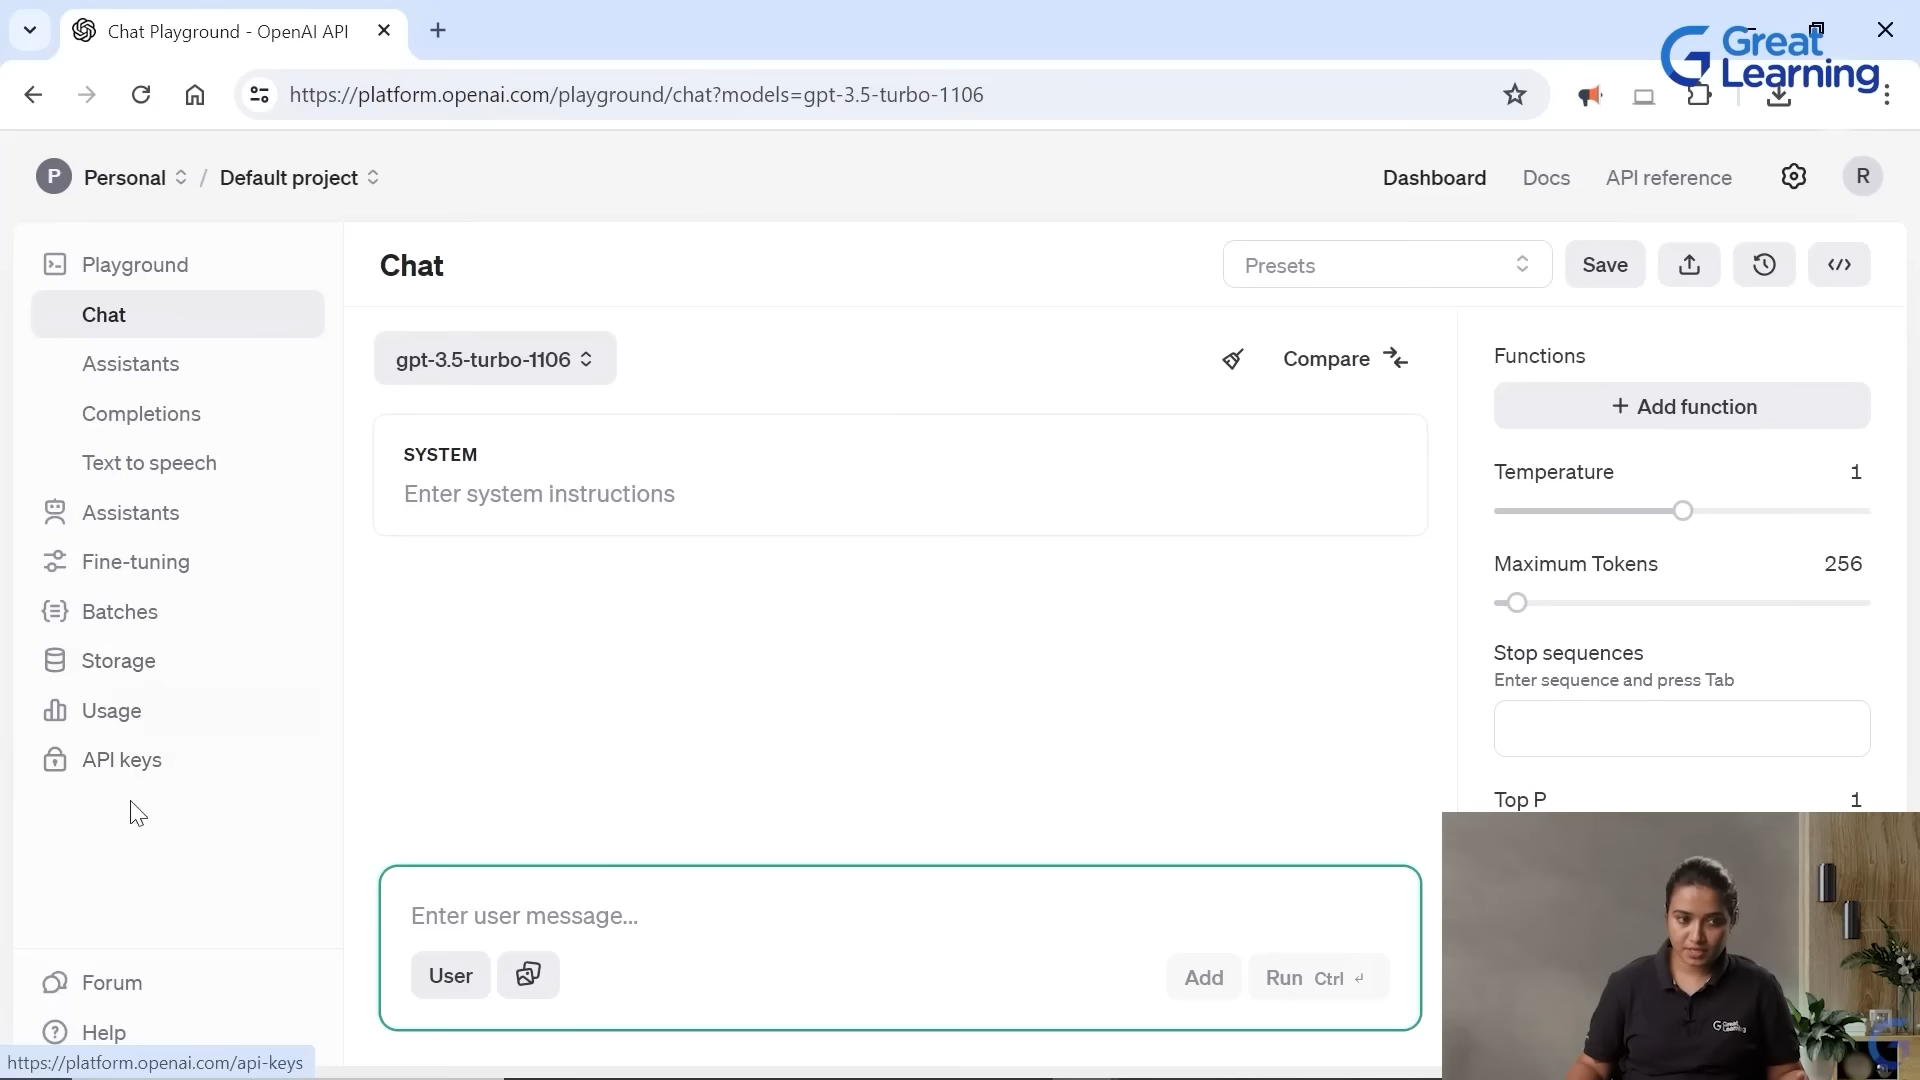 Chat Playground - OpenAI API
Great Learning
https://platform.openai.com/playground/chat?models=gpt-3.5-turbo-1106
P
Personal / Default project
Dashboard
Docs
API reference
R
Playground
Chat
Assistants
Completions
Text to speech
Assistants
Fine-tuning
Batches
Storage
Usage
API keys
Forum
Help
https://platform.openai.com/api-keys
Chat
Presets
Save
gpt-3.5-turbo-1106
Compare
SYSTEM
Enter system instructions
Enter user message...
User
Add
Run Ctrl ↵
Functions
+ Add function
Temperature 1
Maximum Tokens 256
Stop sequences
Enter sequence and press Tab
Top P 1
Great Learning